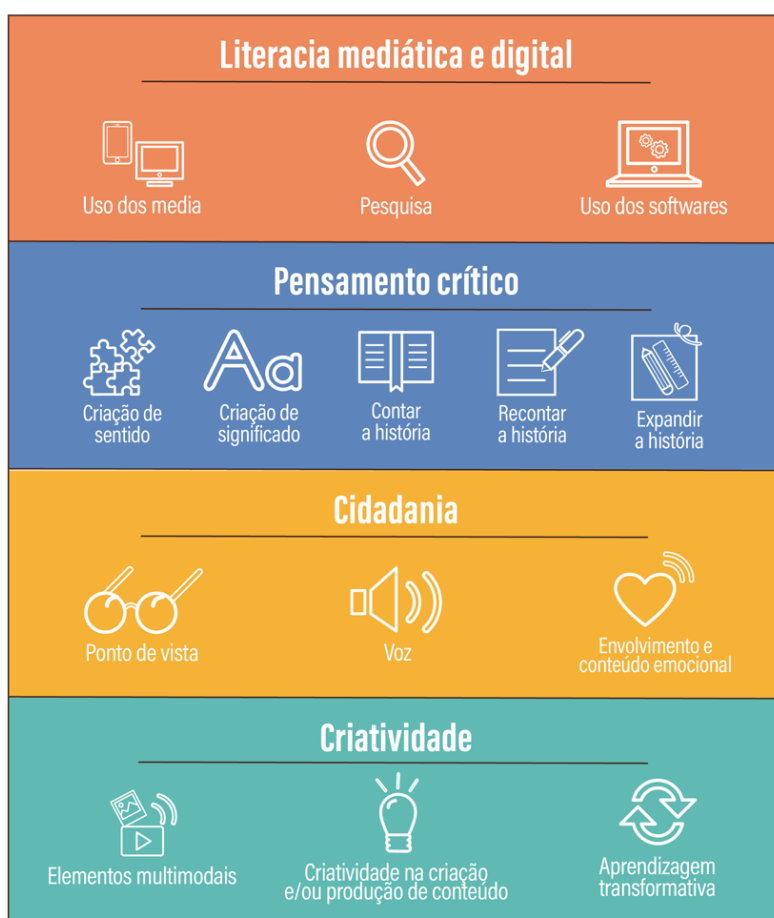 Literacia mediática e digital
Uso dos media
Pesquisa
Uso dos softwares
Pensamento crítico
Criação de
sentido
Aa
Criação de
significado
Contar
a história
Recontar
a história
Expandir
a história
Cidadania
Ponto de vista
Voz
Envolvimento e
conteúdo emocional
Criatividade
Elementos multimodais
Criatividade na criação
e/ou produção de conteúdo
Aprendizagem
transformativa